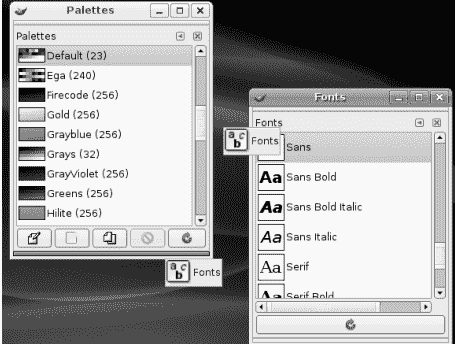 Palettes
Palettes
Default (23)
Ega (240)
Firecode (256)
Gold (256)
Grayblue (256)
Grays (32)
GrayViolet (256)
Greens (256)
Hilite (256)
a c b Fonts
Fonts
Fonts
a c b Fonts
Sans
Aa Sans Bold
Aa Sans Bold Italic
Aa Sans Italic
Aa Serif
Aa Serif Bold